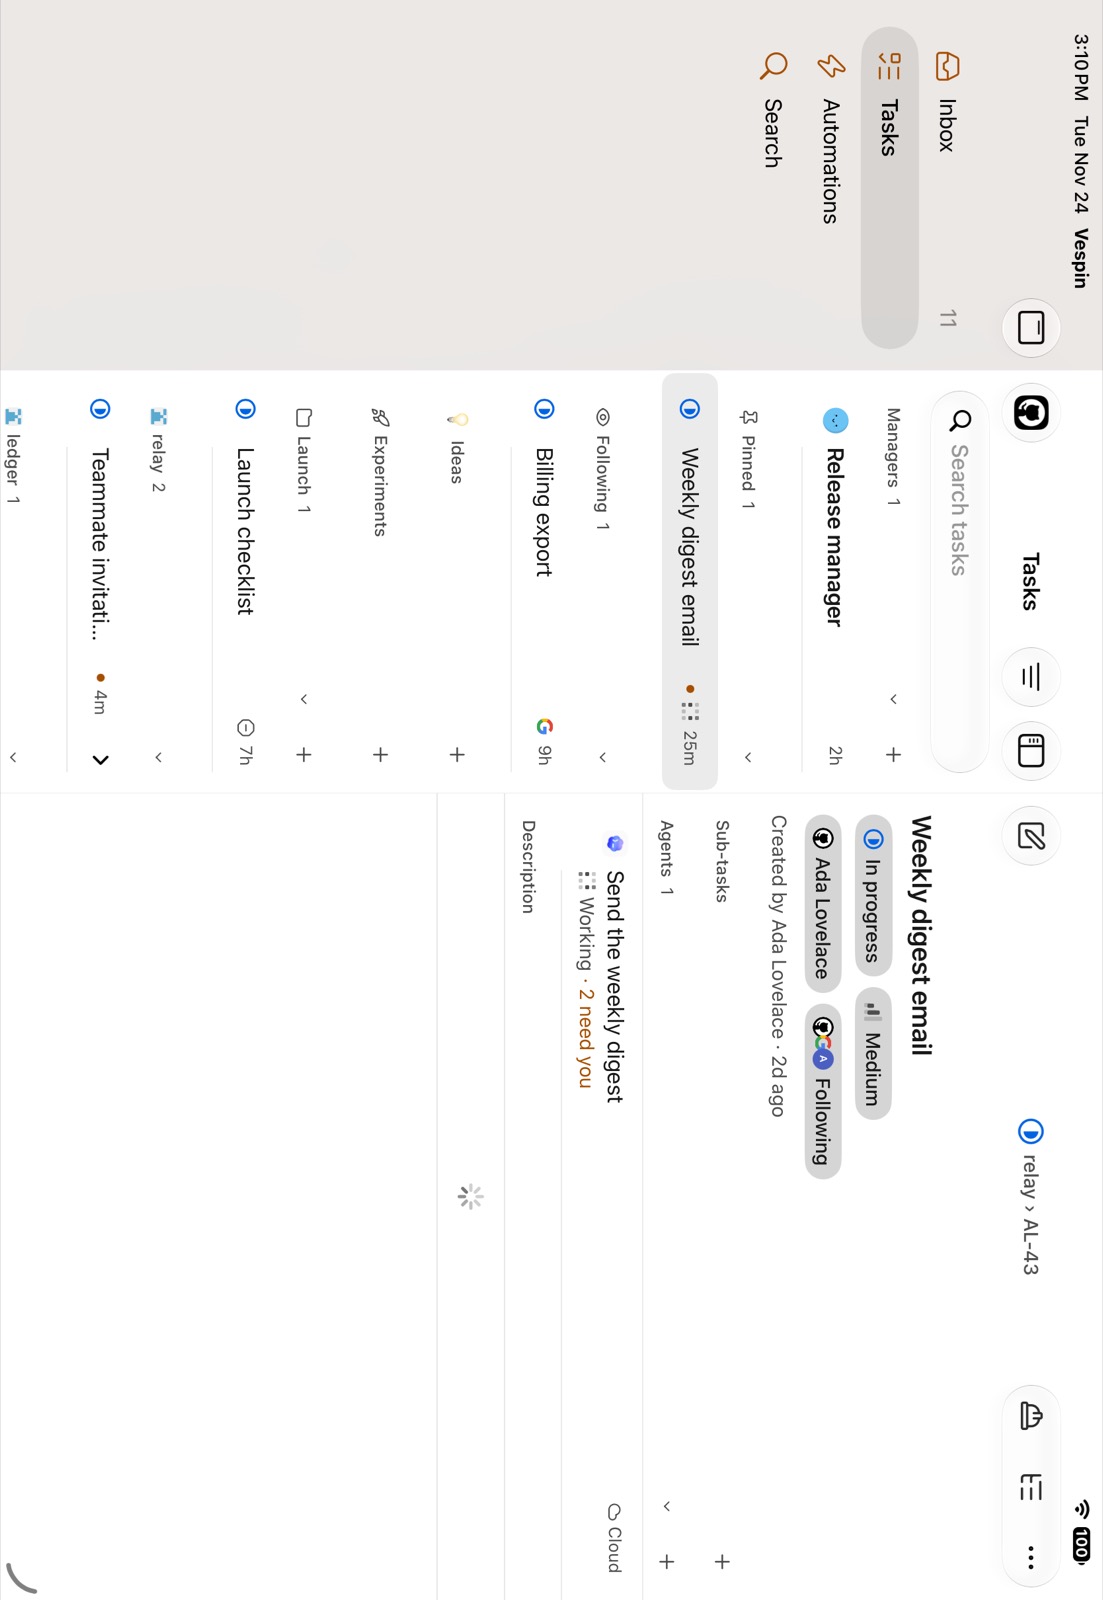 3:10 PM Tue Nov 24 Vespin
100
Inbox 11
Tasks
Automations
Search
Tasks
Search tasks
Managers 1
Release manager 2h
Pinned 1
Weekly digest email 25m
Following 1
Billing export 9h
Ideas
Experiments
Launch 1
Launch checklist 7h
relay 2
Teammate invitati... 4m
ledger 1
relay › AL-43
Weekly digest email
In progress
Medium
Ada Lovelace
A Following
Created by Ada Lovelace · 2d ago
Sub-tasks
Agents 1
Send the weekly digest
Cloud
Working · 2 need you
Description